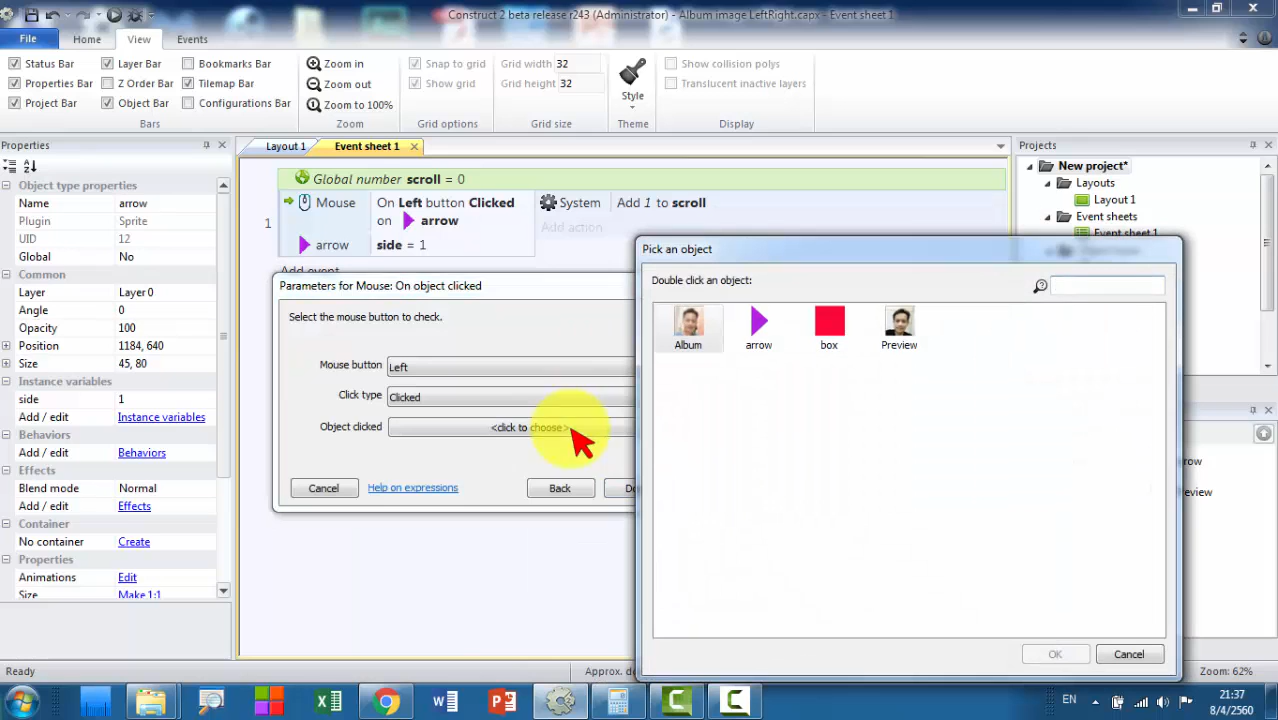 Construct 2 beta release r243 (Administrator) - Album image LeftRight.capx - Event sheet 1
File
Home
View
Events
Status Bar
Layer Bar
Bookmarks Bar
Properties Bar
Z Order Bar
Tilemap Bar
Project Bar
Object Bar
Configurations Bar
Bars
Zoom in
Zoom out
Zoom to 100%
Zoom
Snap to grid
Show grid
Grid options
Grid width 32
Grid height 32
Grid size
Style
Theme
Show collision polys
Translucent inactive layers
Display
Properties
Object type properties
Name arrow
Plugin Sprite
UID 12
Global No
Common
Layer Layer 0
Angle 0
Opacity 100
Position 1184, 640
Size 45, 80
Instance variables
side 1
Add / edit Instance variables
Behaviors
Add / edit Behaviors
Effects
Blend mode Normal
Add / edit Effects
Container
No container Create
Properties
Animations Edit
Size Make 1:1
Layout 1
Event sheet 1
Global number scroll = 0
1
Mouse
On Left button Clicked
on arrow
System
Add 1 to scroll
Add action
arrow
side = 1
Add event
Parameters for Mouse: On object clicked
Select the mouse button to check.
Mouse button Left
Click type Clicked
Object clicked <click to choose>
Cancel
Help on expressions
Back
Pick an object
Double click an object:
Album
arrow
box
Preview
OK
Cancel
Projects
New project*
Layouts
Layout 1
Event sheets
Event sheet 1
Ready
Zoom: 62%
EN
21:37
8/4/2560